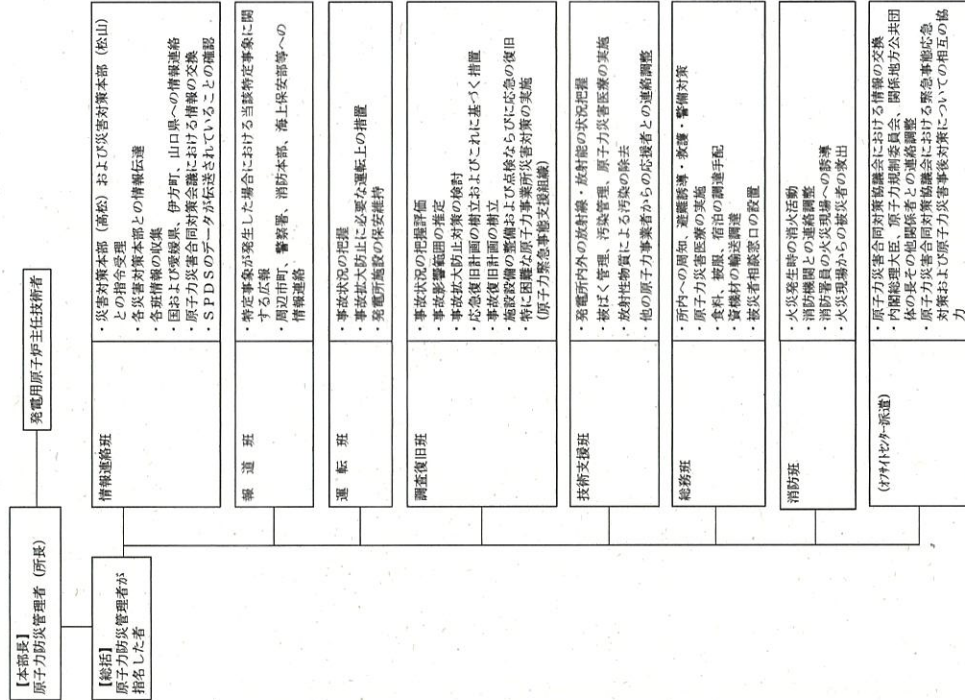 【本部長】
原子力防災管理者（所長）
発電用原子炉主任技術者
【総括】
原子力防災管理者が
指名した者
情報連絡班
・災害対策本部（高松）および災害対策本部（松山）
との指令受理
・各災害対策本部との情報伝達
・各班情報の収集
・国および愛媛県、伊方町、山口県への情報連絡
・原子力災害合同対策協議会議における情報の交換
・ＳＰＤＳのデータが伝送されていることの確認
報道班
・特定事象が発生した場合における当該特定事象に関
する広報
・周辺市町、警察署、消防本部、海上保安部等への
情報連絡
運転班
・事故状況の把握
・事故拡大防止に必要な運転上の措置
・発電所施設の保安維持
調査復旧班
・事故状況の把握評価
・事故影響範囲の推定
・事故拡大防止対策の検討
・応急復旧計画の樹立およびこれに基づく措置
・事故復旧計画の樹立
・施設設備の整備および点検ならびに応急の復旧
・特に困難な原子力事業所災害対策の実施
（原子力緊急事態支援組織）
技術支援班
・発電所内外の放射線・放射能の状況把握
・被ばく管理、汚染管理、原子力災害医療の実施
・放射性物質による汚染の除去
・他の原子力事業者からの応援者との連絡調整
総務班
・所内への周知、避難誘導・救護・警備対策
・原子力災害医療の実施
・食料、被服、宿泊の調達手配
・資機材の輸送調達
・被災者相談窓口の設置
消防班
・火災発生時の消火活動
・消防機関との連絡調整
・消防署員の火災現場への誘導
・火災現場からの被災者の救出
（ｵﾌｻｲﾄｾﾝﾀｰ派遣）
・原子力災害合同対策協議会における情報の交換
・内閣総理大臣、原子力規制委員会、関係地方公共団
体の長その他関係者との連絡調整
・原子力災害合同対策協議会における緊急事態応急
対策および原子力災害事後対策についての相互の協
力